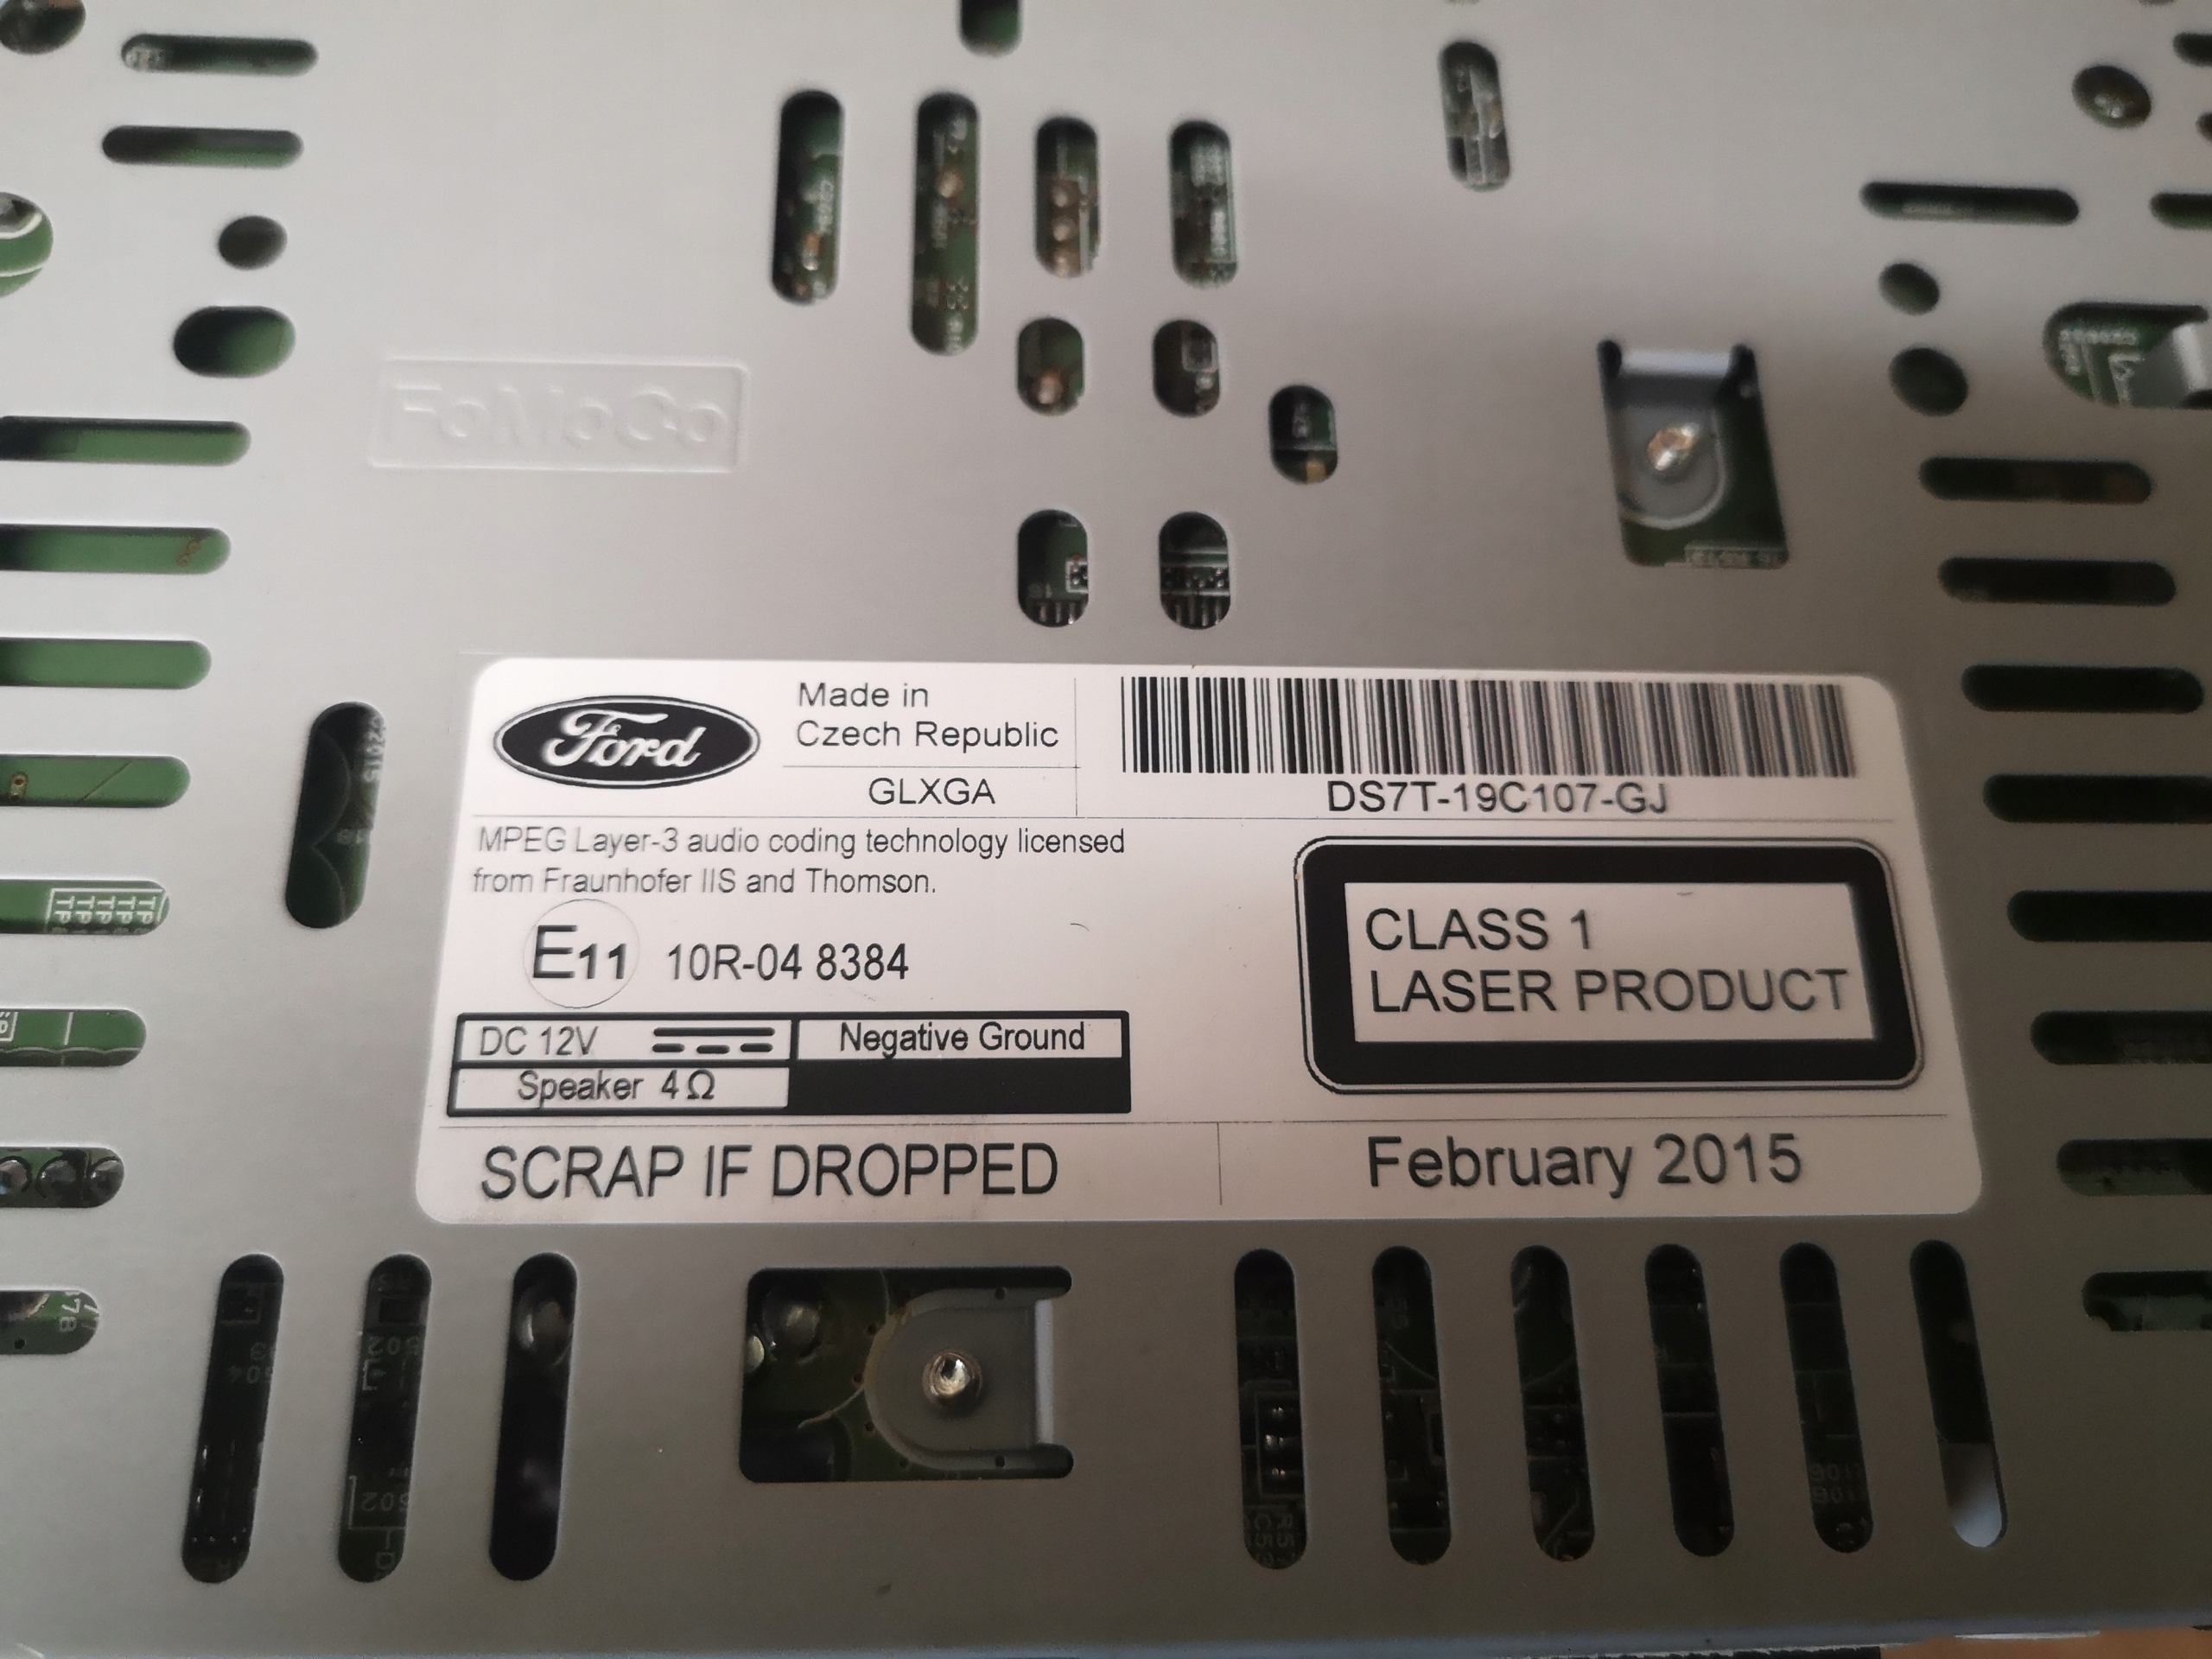 FoMoCo
Ford
Made in
Czech Republic
GLXGA
DS7T-19C107-GJ
MPEG Layer-3 audio coding technology licensed
from Fraunhofer IIS and Thomson.
E11 10R-04 8384
CLASS 1
LASER PRODUCT
DC 12V
Negative Ground
Speaker 4Ω
SCRAP IF DROPPED
February 2015